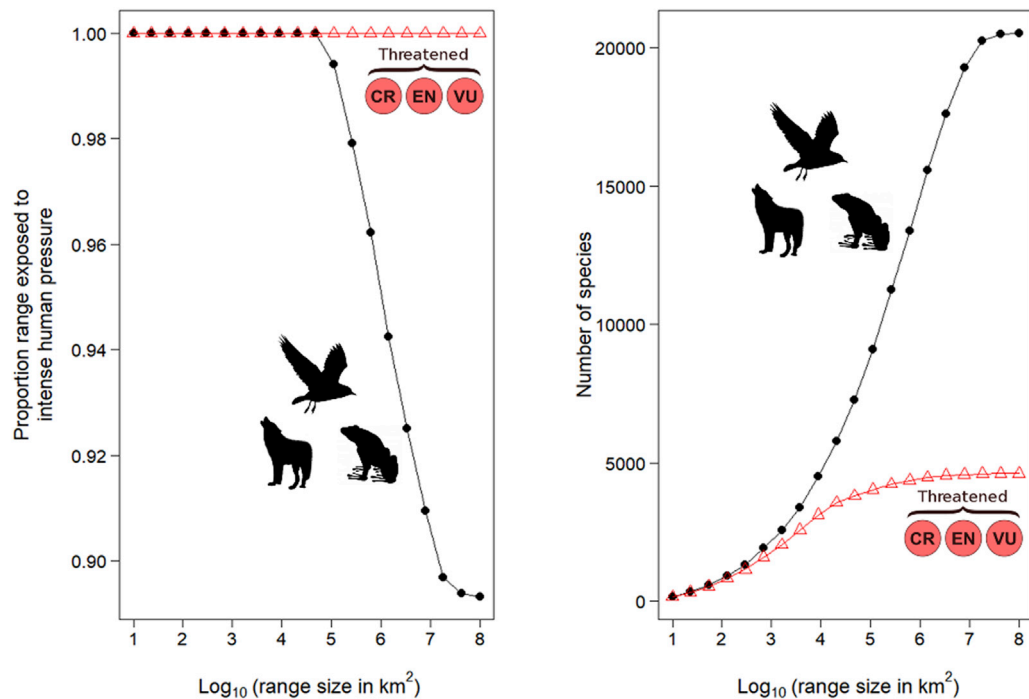 Proportion range exposed to
intense human pressure
1.00
0.98
0.96
0.94
0.92
0.90
Threatened
CR EN VU
1 2 3 4 5 6 7 8
Log10 (range size in km2)
Number of species
20000
15000
10000
5000
0
Threatened
CR EN VU
1 2 3 4 5 6 7 8
Log10 (range size in km2)